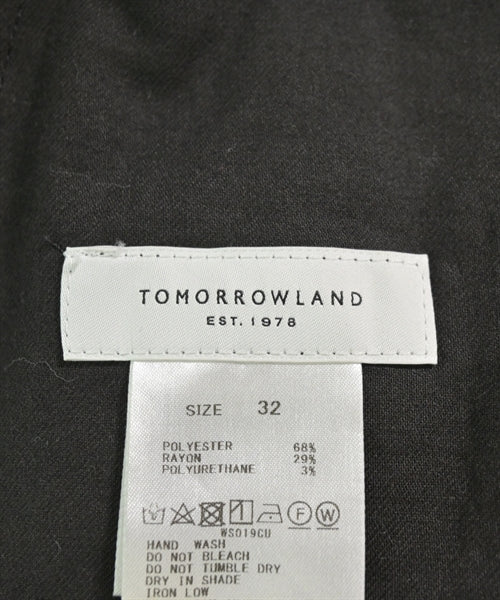 TOMORROWLAND
EST. 1978
SIZE 32
POLYESTER 68%
RAYON 29%
POLYURETHANE 3%
F W
WS019CU
HAND WASH
DO NOT BLEACH
DO NOT TUMBLE DRY
DRY IN SHADE
IRON LOW